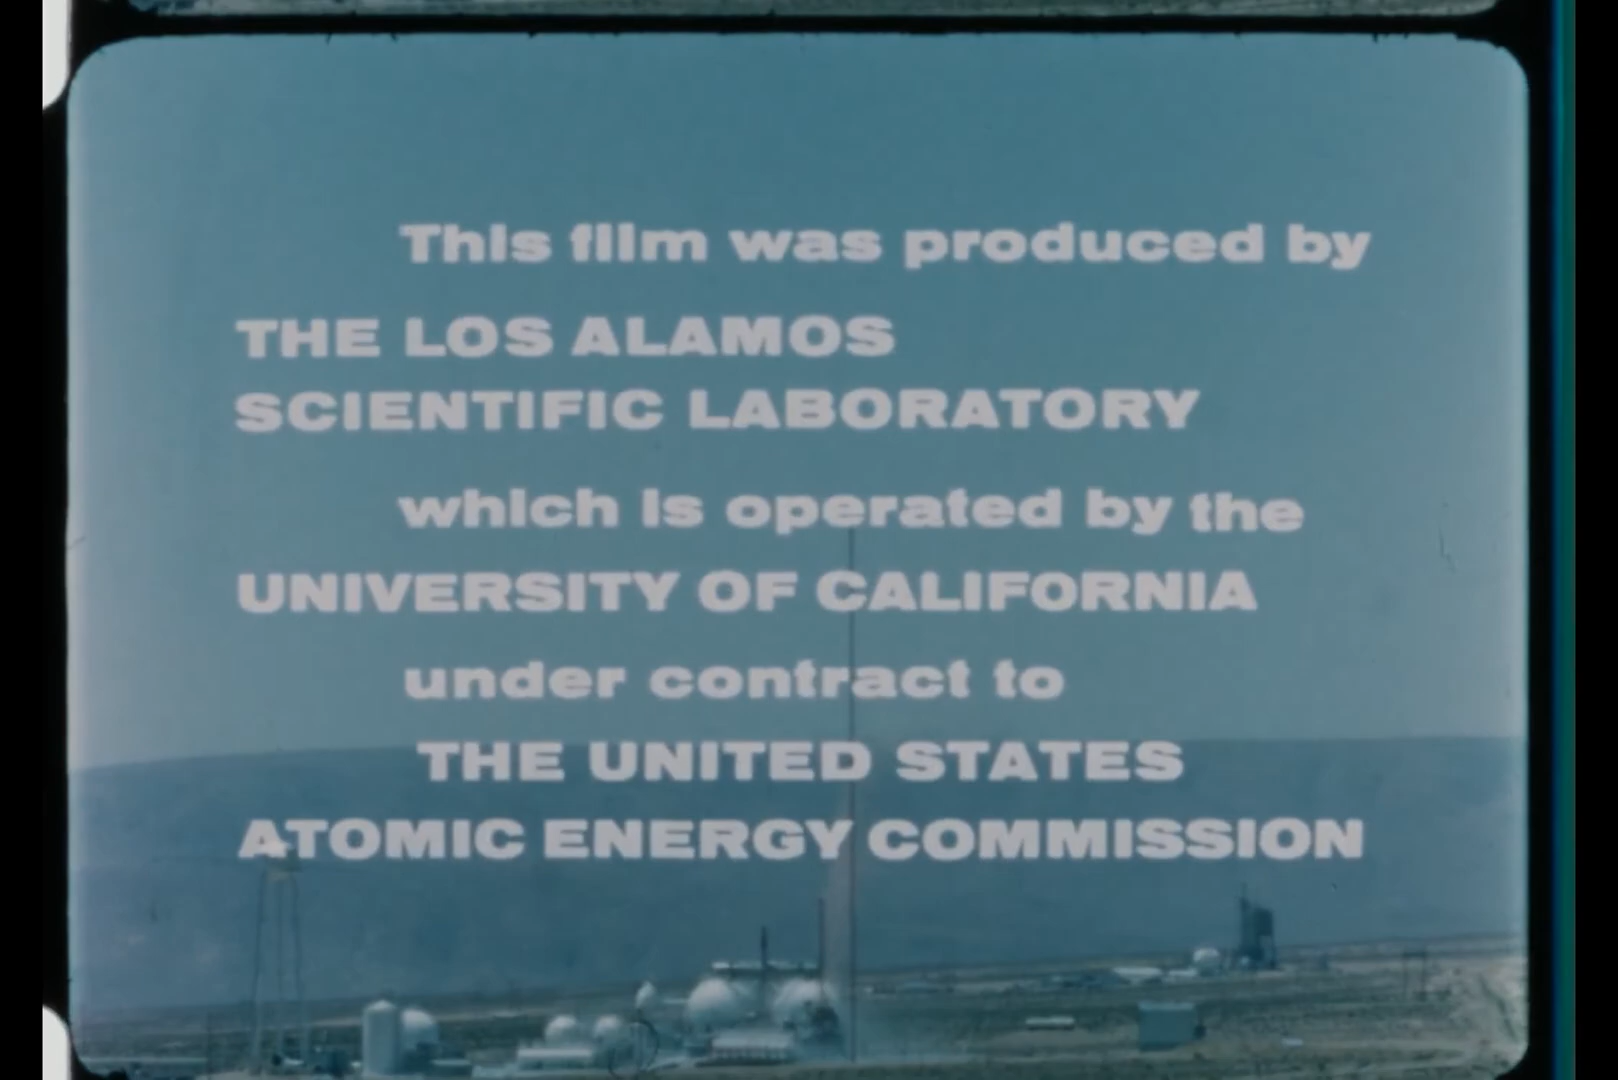 This film was produced by
THE LOS ALAMOS
SCIENTIFIC LABORATORY
which is operated by the
UNIVERSITY OF CALIFORNIA
under contract to
THE UNITED STATES
ATOMIC ENERGY COMMISSION